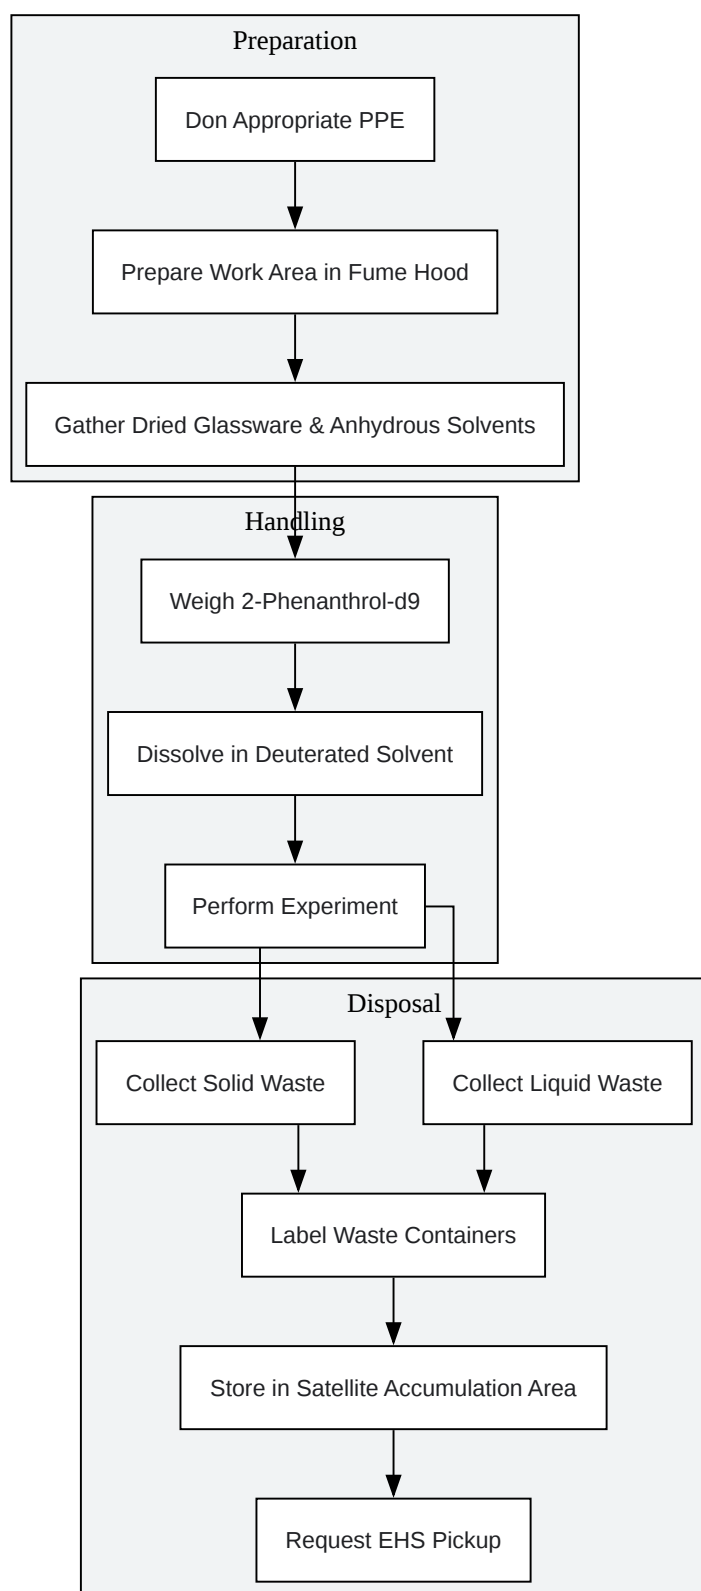 Preparation
Don Appropriate PPE
Prepare Work Area in Fume Hood
Gather Dried Glassware & Anhydrous Solvents
Handling
Weigh 2-Phenanthrol-d9
Dissolve in Deuterated Solvent
Perform Experiment
Disposal
Collect Solid Waste
Collect Liquid Waste
Label Waste Containers
Store in Satellite Accumulation Area
Request EHS Pickup